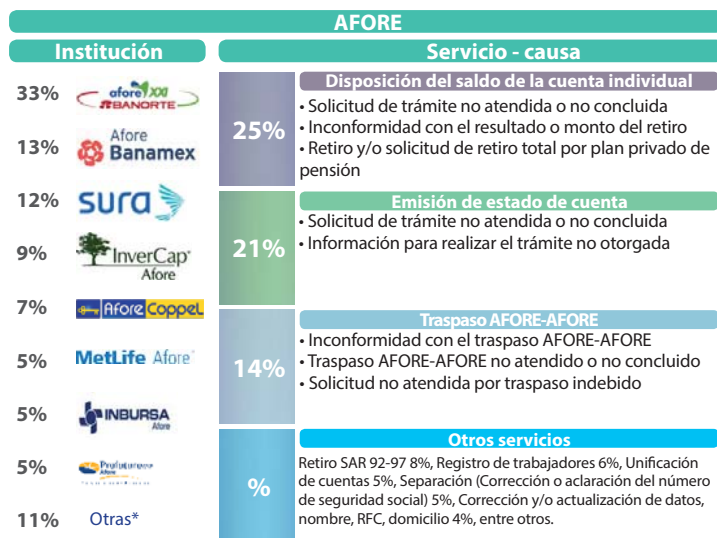 AFORE
Institución
Servicio - causa
33%
afore XXI
BANORTE
13%
Afore
Banamex
12%
sura
9%
InverCap
Afore
7%
Afore Coppel
5%
MetLife Afore
5%
INBURSA
Afore
5%
Profuturo
Afore
11%
Otras*
25%
Disposición del saldo de la cuenta individual
• Solicitud de trámite no atendida o no concluida
• Inconformidad con el resultado o monto del retiro
• Retiro y/o solicitud de retiro total por plan privado de
pensión
21%
Emisión de estado de cuenta
• Solicitud de trámite no atendida o no concluida
• Información para realizar el trámite no otorgada
14%
Traspaso AFORE-AFORE
• Inconformidad con el traspaso AFORE-AFORE
• Traspaso AFORE-AFORE no atendido o no concluido
• Solicitud no atendida por traspaso indebido
%
Otros servicios
Retiro SAR 92-97 8%, Registro de trabajadores 6%, Unificación
de cuentas 5%, Separación (Corrección o aclaración del número
de seguridad social) 5%, Corrección y/o actualización de datos,
nombre, RFC, domicilio 4%, entre otros.